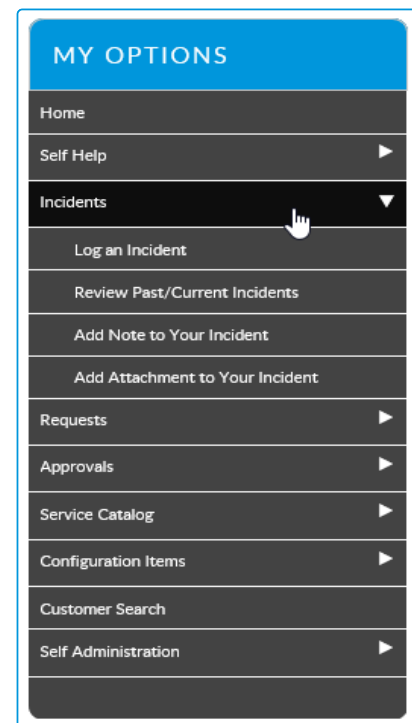 MY OPTIONS
Home
Self Help
Incidents
Log an Incident
Review Past/Current Incidents
Add Note to Your Incident
Add Attachment to Your Incident
Requests
Approvals
Service Catalog
Configuration Items
Customer Search
Self Administration